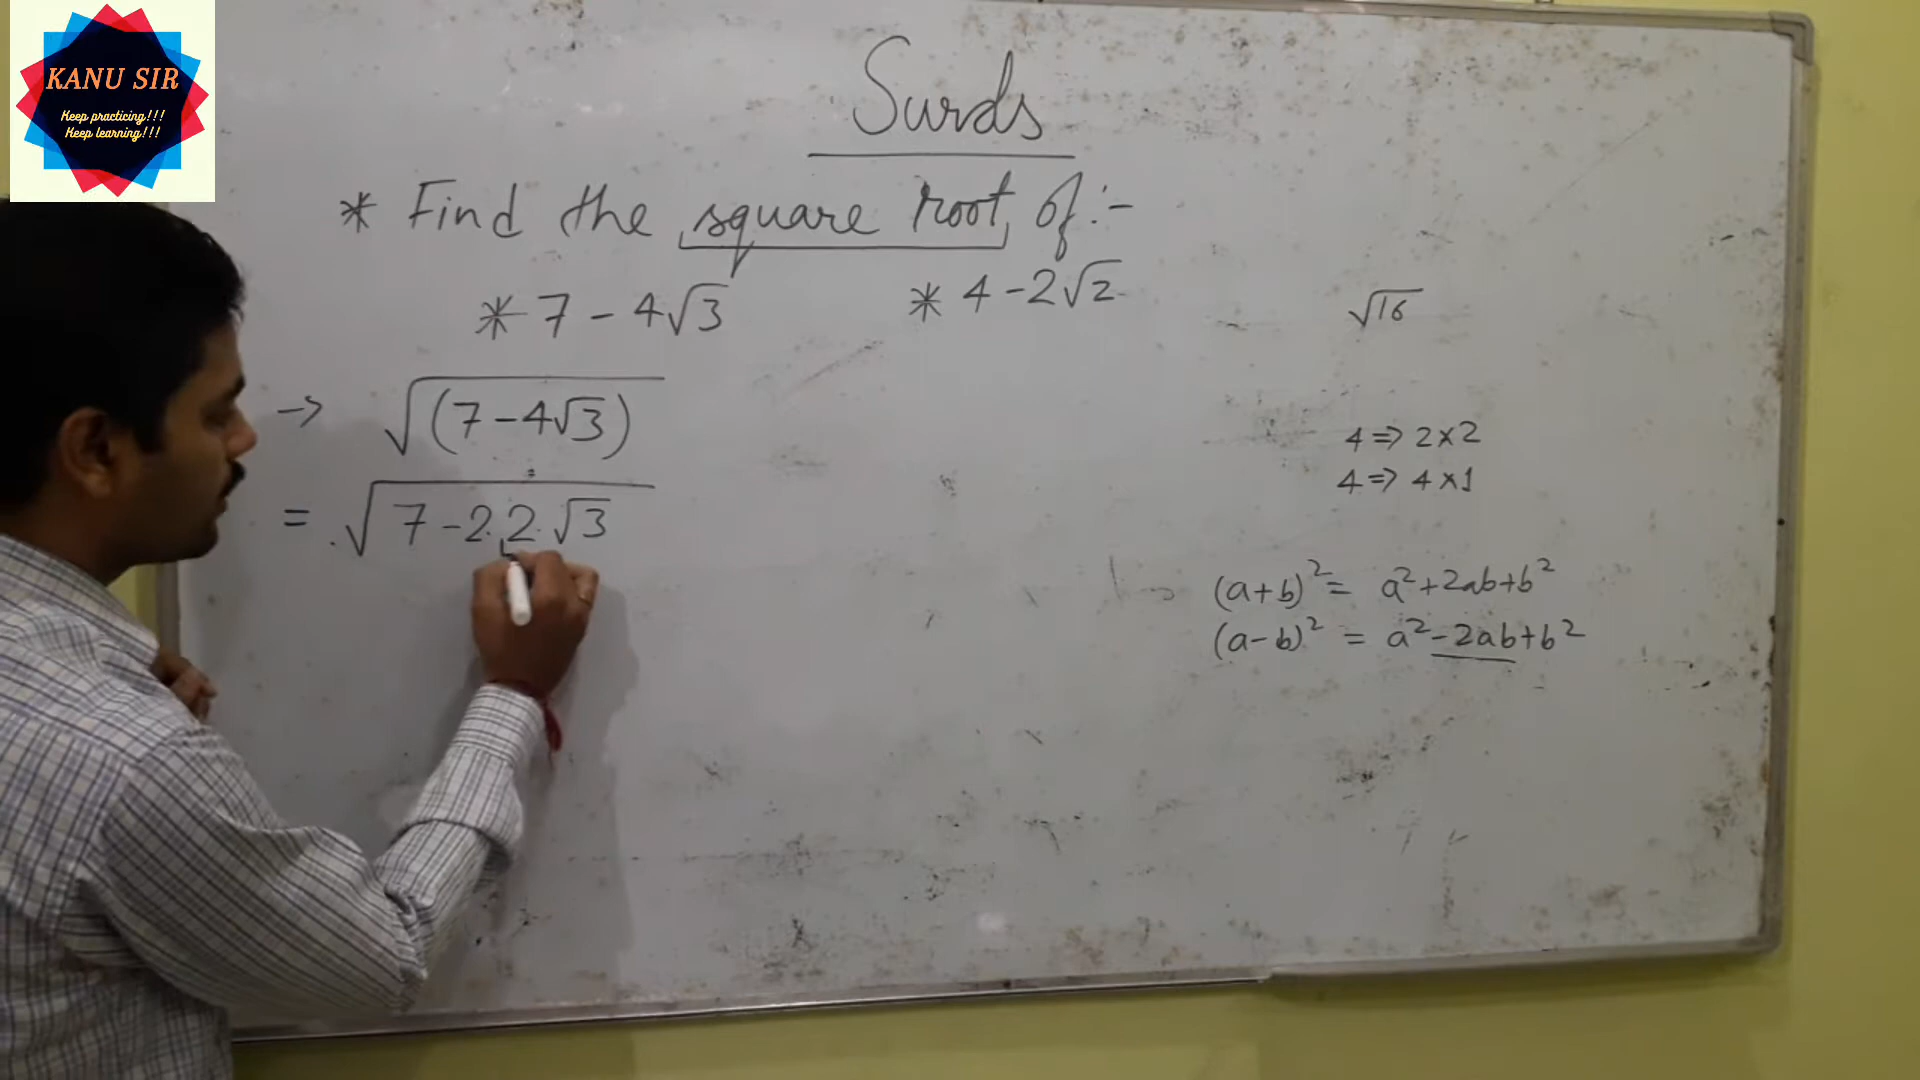 KANU SIR
Keep practicing!!!
Keep learning!!!
Surds
* Find the square root of:-
* 7 - 4√3
* 4 - 2√2
√16
→ √(7 - 4√3)
4 ⇒ 2×2
4 ⇒ 4×1
= √7 - 2.2.√3
(a+b)² = a²+2ab+b²
(a-b)² = a²-2ab+b²